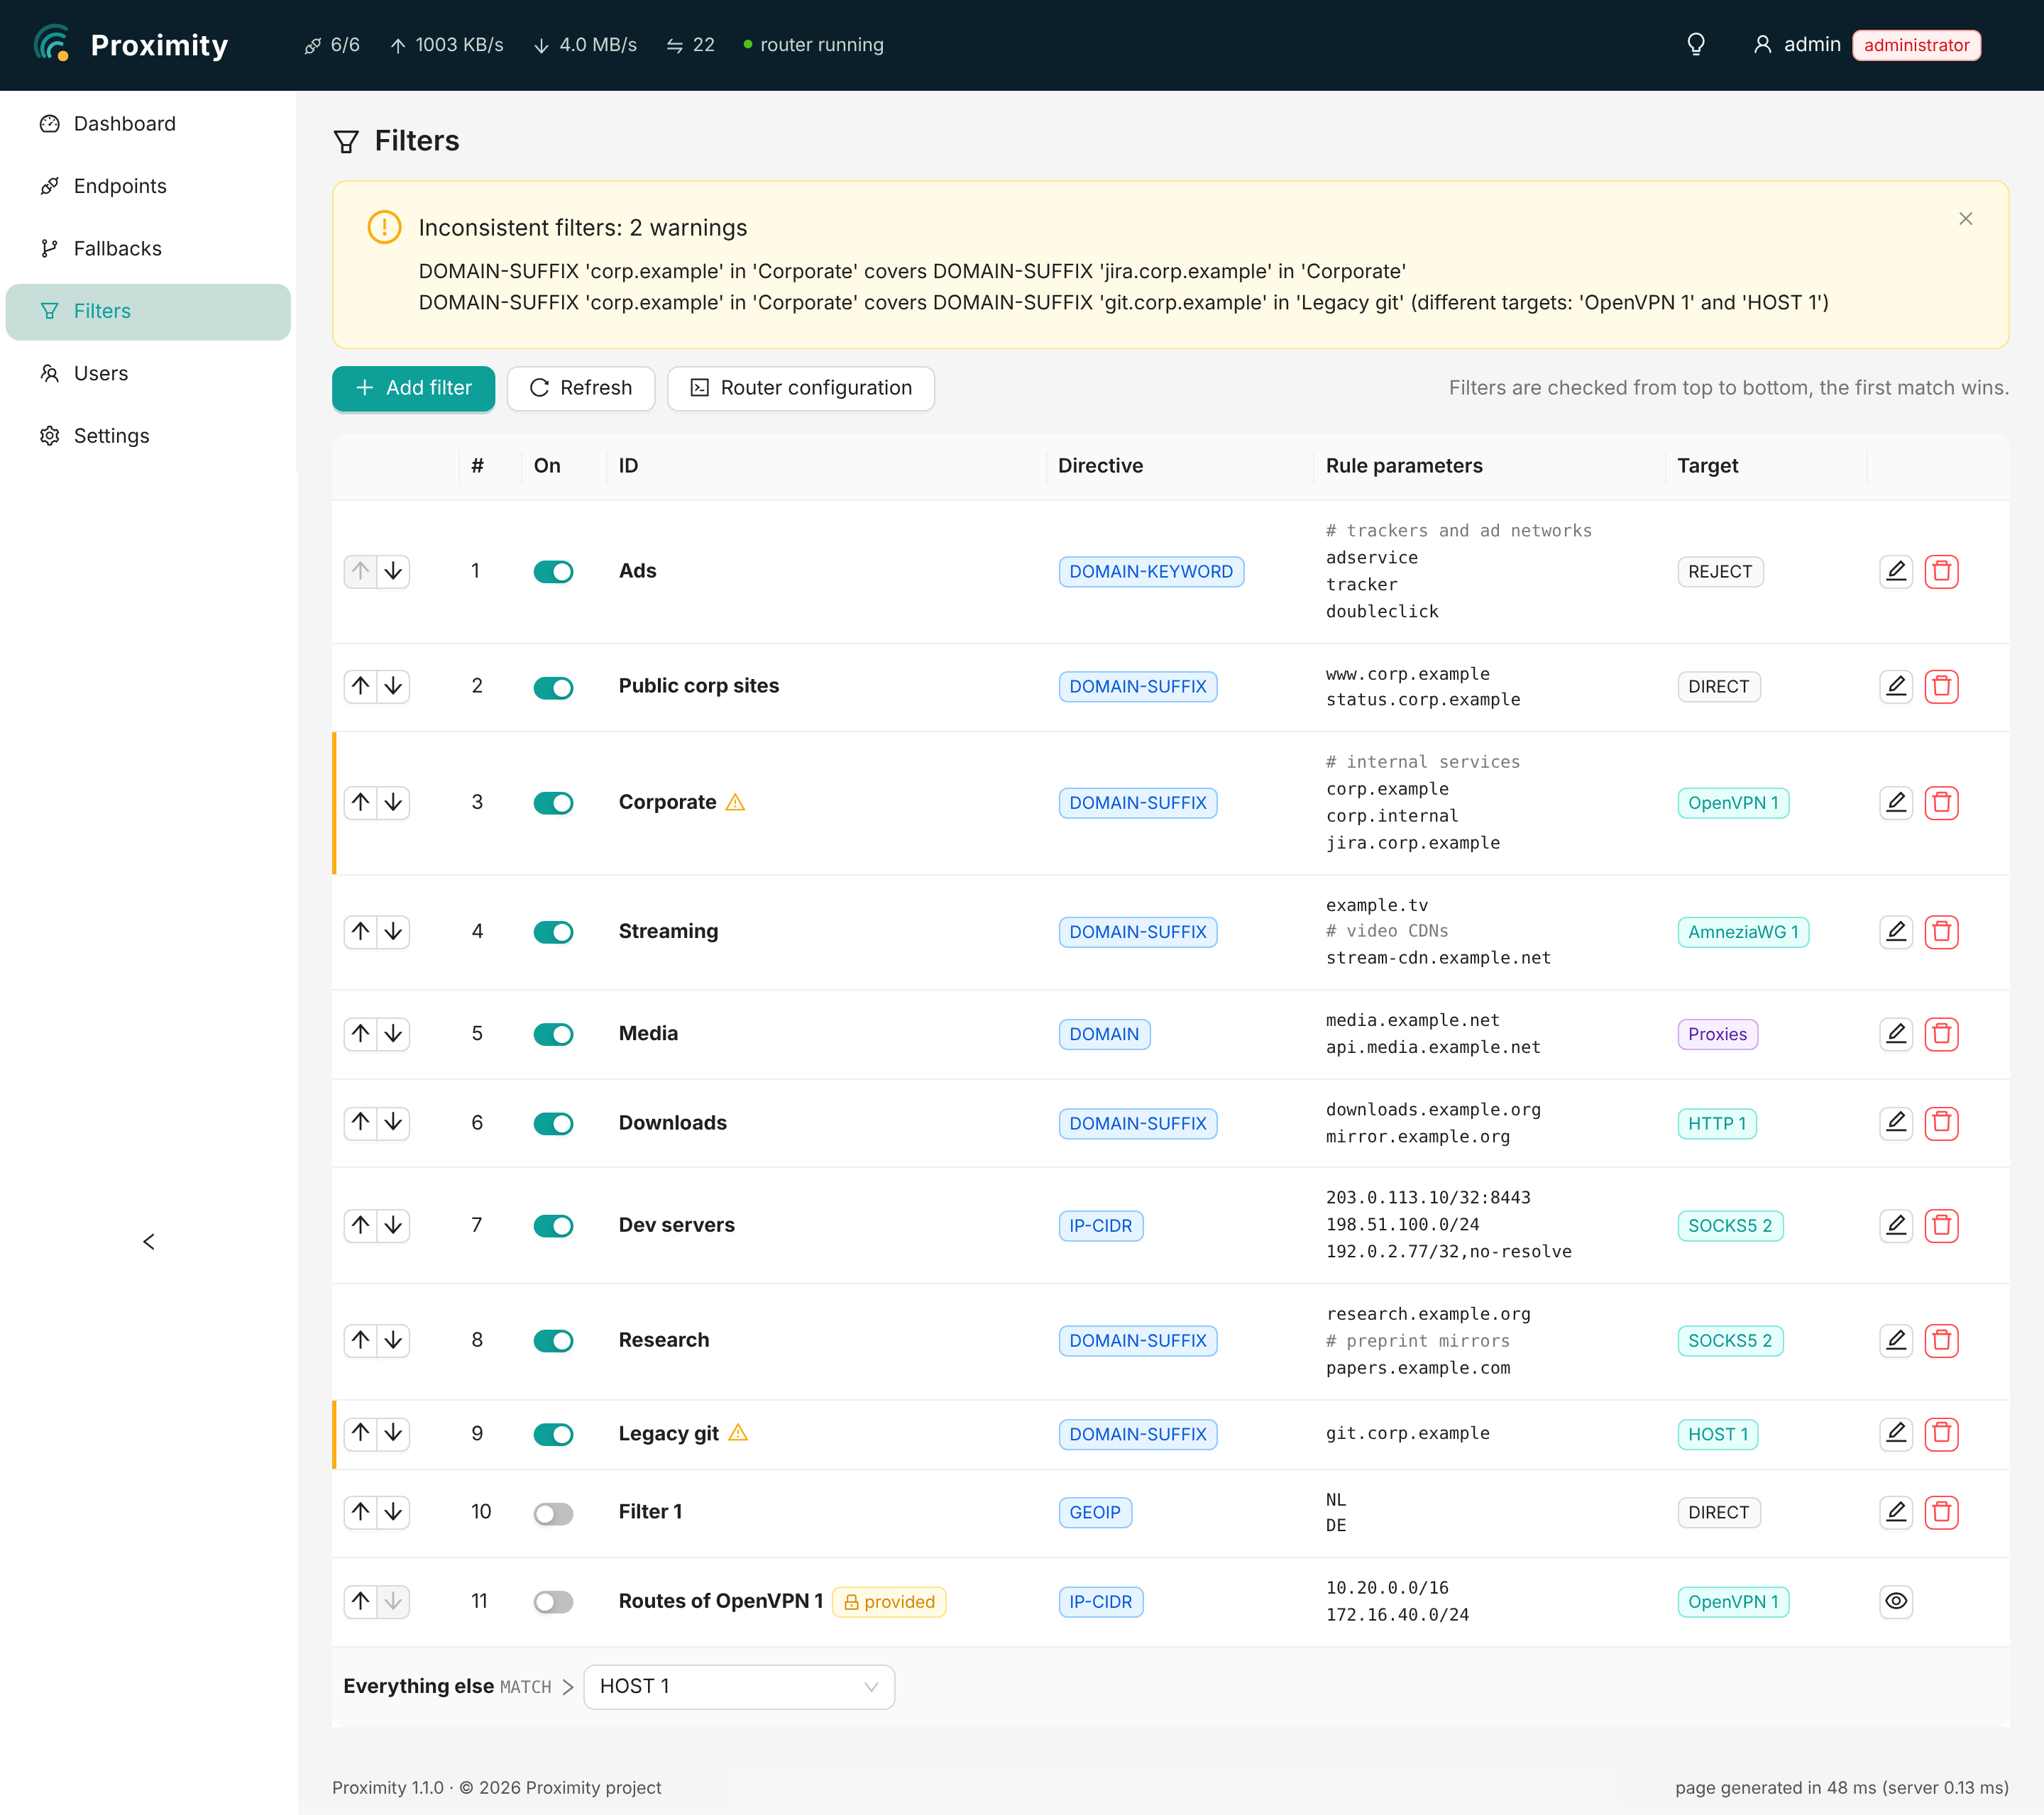 Proximity
6/6 1003 KB/s 4.0 MB/s 22 router running
admin administrator
Dashboard
Endpoints
Fallbacks
Filters
Users
Settings
Filters
Inconsistent filters: 2 warnings
DOMAIN-SUFFIX 'corp.example' in 'Corporate' covers DOMAIN-SUFFIX 'jira.corp.example' in 'Corporate'
DOMAIN-SUFFIX 'corp.example' in 'Corporate' covers DOMAIN-SUFFIX 'git.corp.example' in 'Legacy git' (different targets: 'OpenVPN 1' and 'HOST 1')
Add filter Refresh Router configuration Filters are checked from top to bottom, the first match wins.
# On ID Directive Rule parameters Target
1 Ads DOMAIN-KEYWORD
# trackers and ad networks
adservice
tracker
doubleclick
REJECT
2 Public corp sites DOMAIN-SUFFIX
www.corp.example
status.corp.example
DIRECT
3 Corporate DOMAIN-SUFFIX
# internal services
corp.example
corp.internal
jira.corp.example
OpenVPN 1
4 Streaming DOMAIN-SUFFIX
example.tv
# video CDNs
stream-cdn.example.net
AmneziaWG 1
5 Media DOMAIN
media.example.net
api.media.example.net
Proxies
6 Downloads DOMAIN-SUFFIX
downloads.example.org
mirror.example.org
HTTP 1
7 Dev servers IP-CIDR
203.0.113.10/32:8443
198.51.100.0/24
192.0.2.77/32,no-resolve
SOCKS5 2
8 Research DOMAIN-SUFFIX
research.example.org
# preprint mirrors
papers.example.com
SOCKS5 2
9 Legacy git DOMAIN-SUFFIX
git.corp.example
HOST 1
10 Filter 1 GEOIP
NL
DE
DIRECT
11 Routes of OpenVPN 1 provided IP-CIDR
10.20.0.0/16
172.16.40.0/24
OpenVPN 1
Everything else MATCH HOST 1
Proximity 1.1.0 · © 2026 Proximity project
page generated in 48 ms (server 0.13 ms)